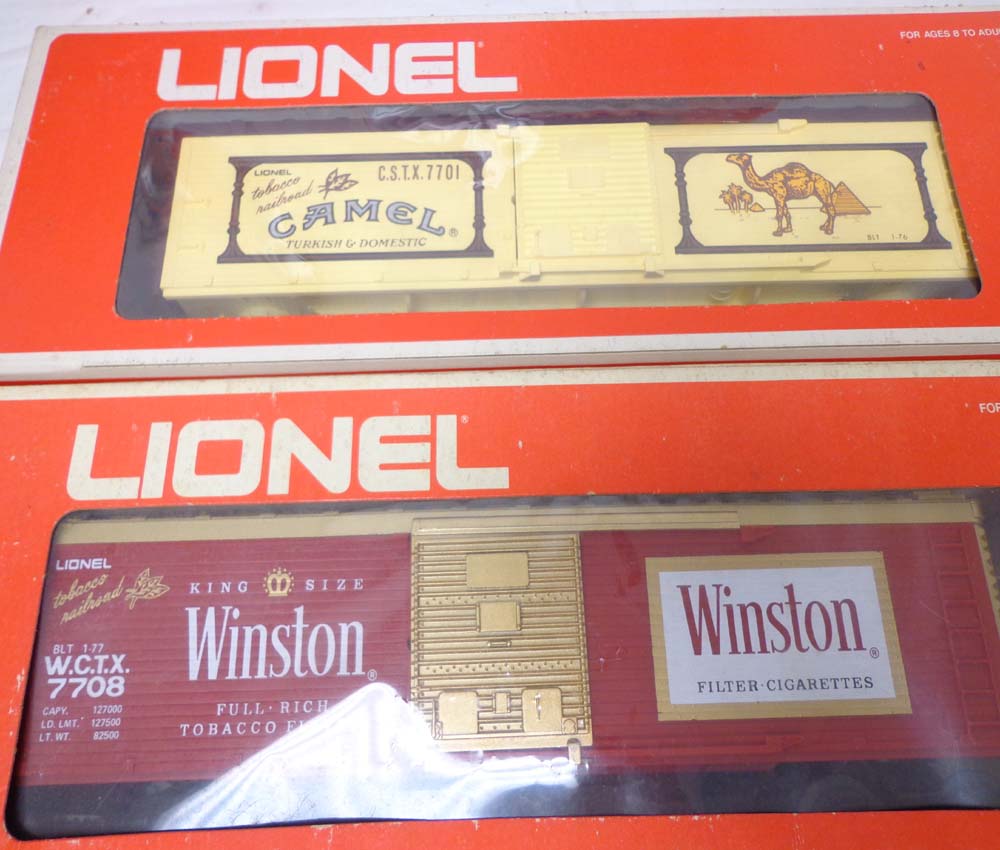 LIONEL®
FOR AGES 8 TO
LIONEL
tobacco
railroad
C.S.T.X. 7701
CAMEL®
TURKISH & DOMESTIC
BLT 1-76
LIONEL®
LIONEL
tobacco
railroad
BLT 1-77
W.C.T.X.
7708
CAPY. 127000
LD. LMT. 127500
LT. WT. 82500
KING SIZE
Winston®
FULL · RICH
TOBACCO
Winston®
FILTER · CIGARETTES